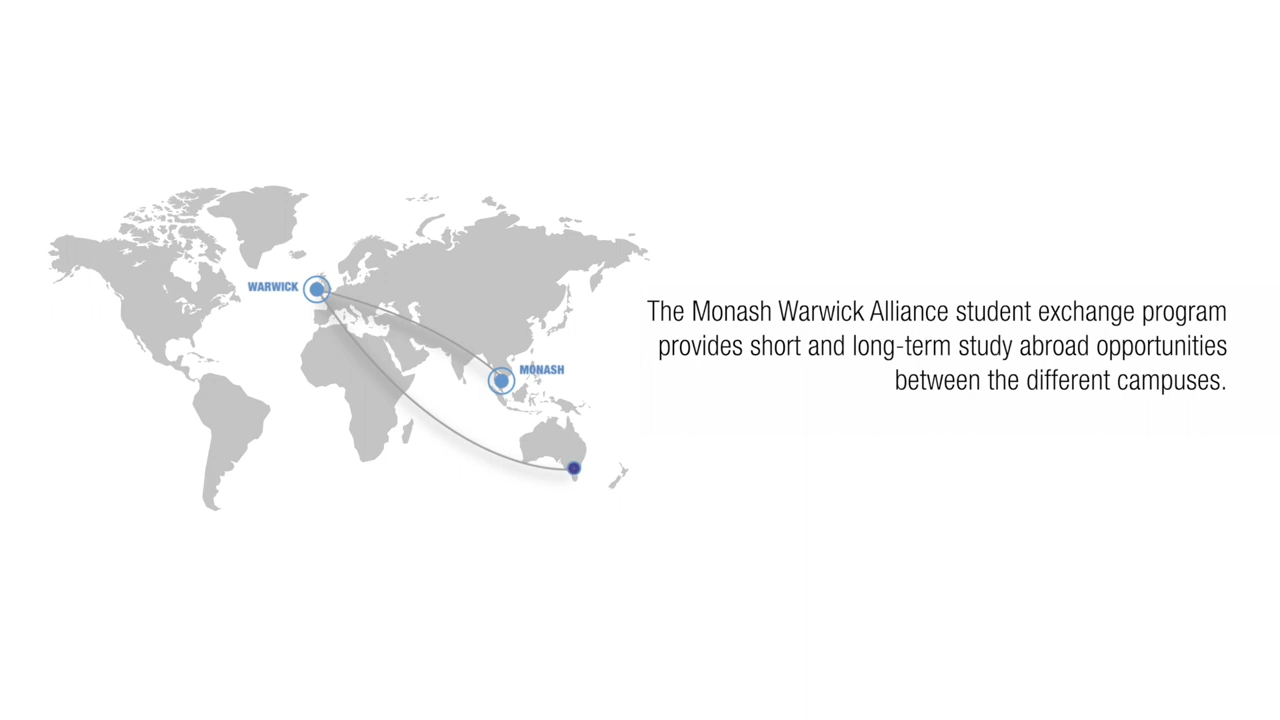 WARWICK
MONASH
The Monash Warwick Alliance student exchange program
provides short and long-term study abroad opportunities
between the different campuses.